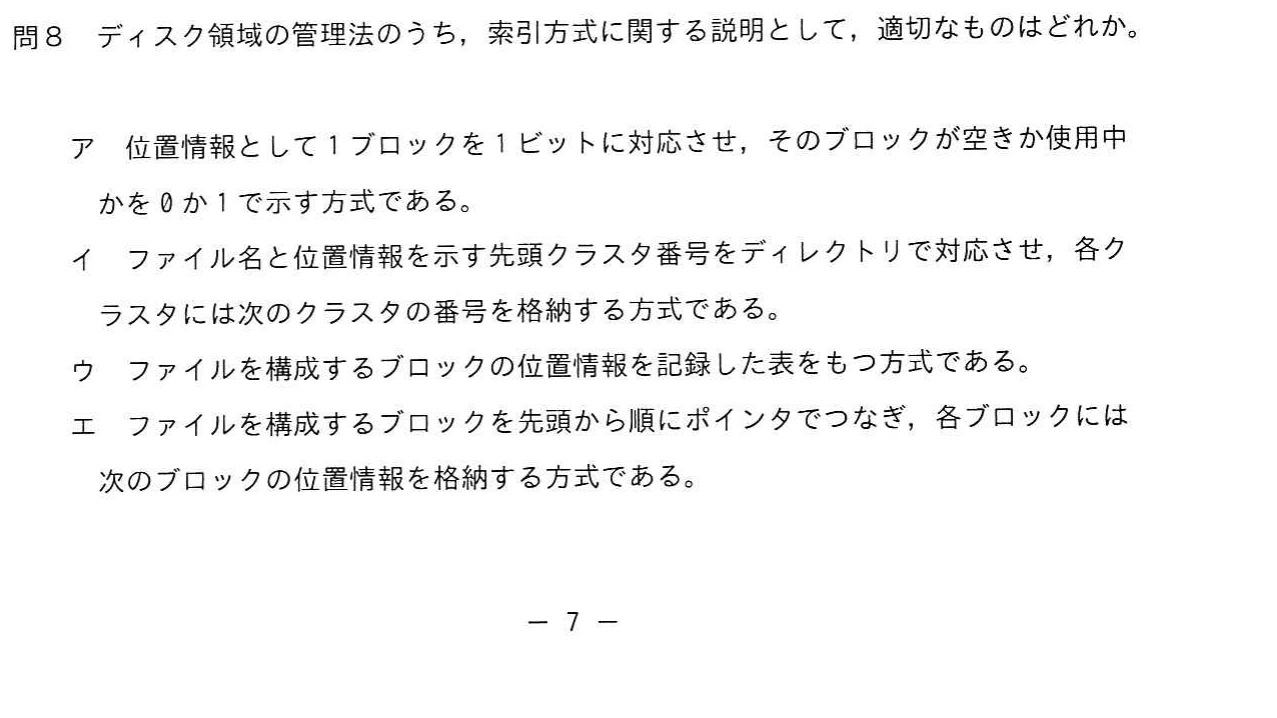 問８　ディスク領域の管理法のうち，索引方式に関する説明として，適切なものはどれか。
ア　位置情報として１ブロックを１ビットに対応させ，そのブロックが空きか使用中
かを０か１で示す方式である。
イ　ファイル名と位置情報を示す先頭クラスタ番号をディレクトリで対応させ，各ク
ラスタには次のクラスタの番号を格納する方式である。
ウ　ファイルを構成するブロックの位置情報を記録した表をもつ方式である。
エ　ファイルを構成するブロックを先頭から順にポインタでつなぎ，各ブロックには
次のブロックの位置情報を格納する方式である。
－ 7 －